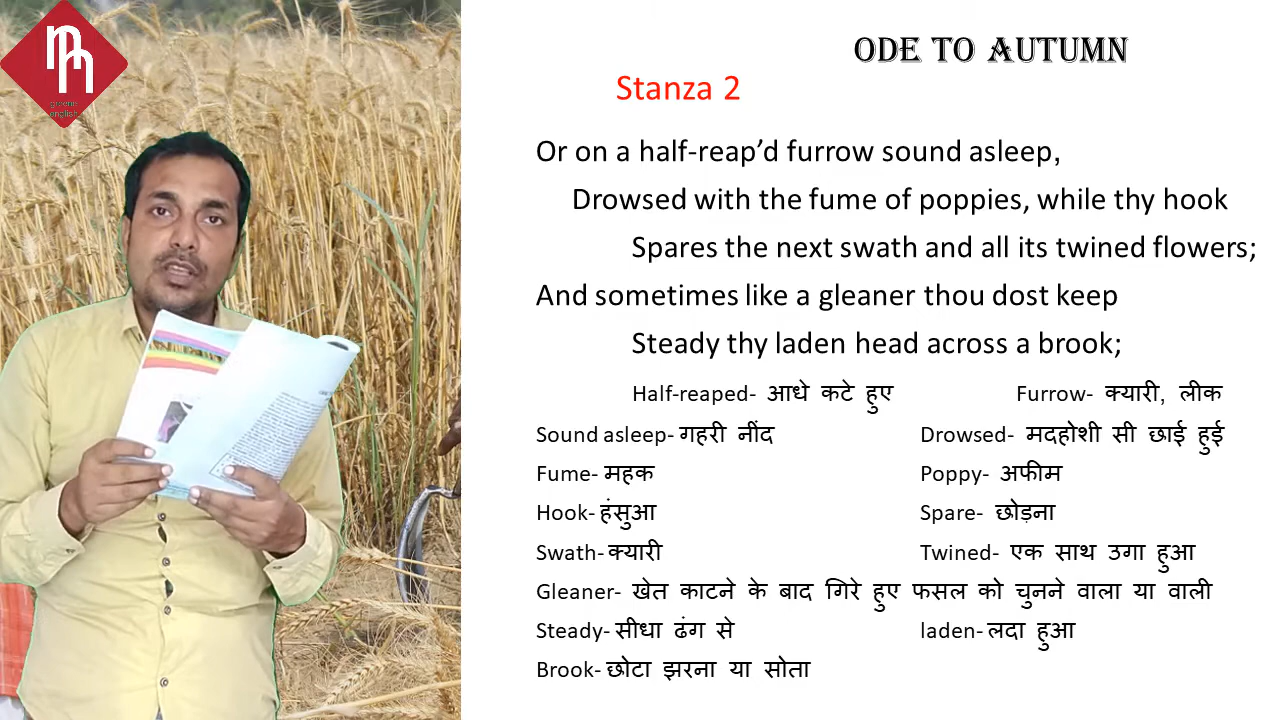 greene
english
ODE TO AUTUMN
Stanza 2
Or on a half-reap’d furrow sound asleep,
Drowsed with the fume of poppies, while thy hook
Spares the next swath and all its twined flowers;
And sometimes like a gleaner thou dost keep
Steady thy laden head across a brook;
Half-reaped- आधे कटे हुए Furrow- क्यारी, लीक
Sound asleep- गहरी नींद Drowsed- मदहोशी सी छाई हुई
Fume- महक Poppy- अफीम
Hook- हंसुआ Spare- छोड़ना
Swath- क्यारी Twined- एक साथ उगा हुआ
Gleaner- खेत काटने के बाद गिरे हुए फसल को चुनने वाला या वाली
Steady- सीधा ढंग से laden- लदा हुआ
Brook- छोटा झरना या सोता